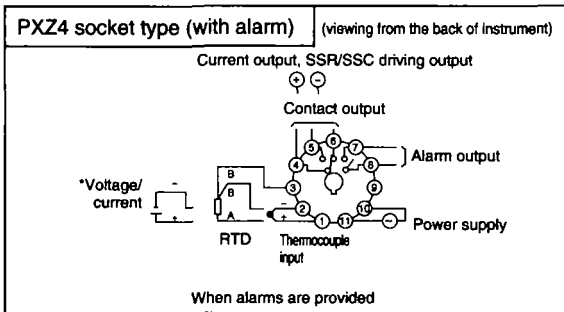 PXZ4 socket type (with alarm)
(viewing from the back of Instrument)
Current output, SSR/SSC driving output
+ -
Contact output
4 5 6 7 8
Alarm output
B
B
A
3 2 1 9 10 11
- +
*Voltage/
current
- +
RTD
Thermocouple
input
Power supply
When alarms are provided